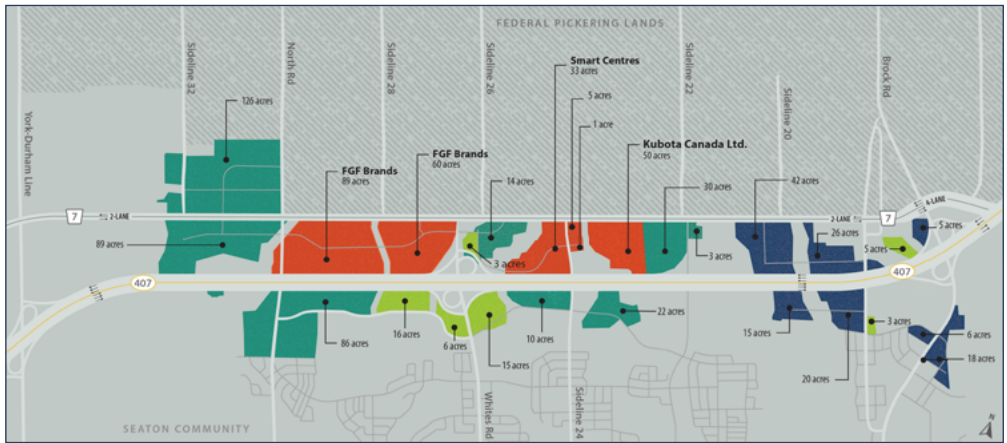 FEDERAL PICKERING LANDS
Sideline 32
North Rd
Sideline 28
Sideline 26
Sideline 22
Sideline 20
Brock Rd
York-Durham Line
Smart Centres
33 acres
5 acres
1 acre
126 acres
FGF Brands
60 acres
Kubota Canada Ltd.
50 acres
FGF Brands
89 acres
14 acres
30 acres
42 acres
4-LANE
7
2-LANE
2-LANE
7
5 acres
26 acres
89 acres
5 acres
3 acres
3 acres
407
407
16 acres
6 acres
15 acres
10 acres
22 acres
15 acres
3 acres
6 acres
86 acres
18 acres
20 acres
Whites Rd
Sideline 24
SEATON COMMUNITY
N